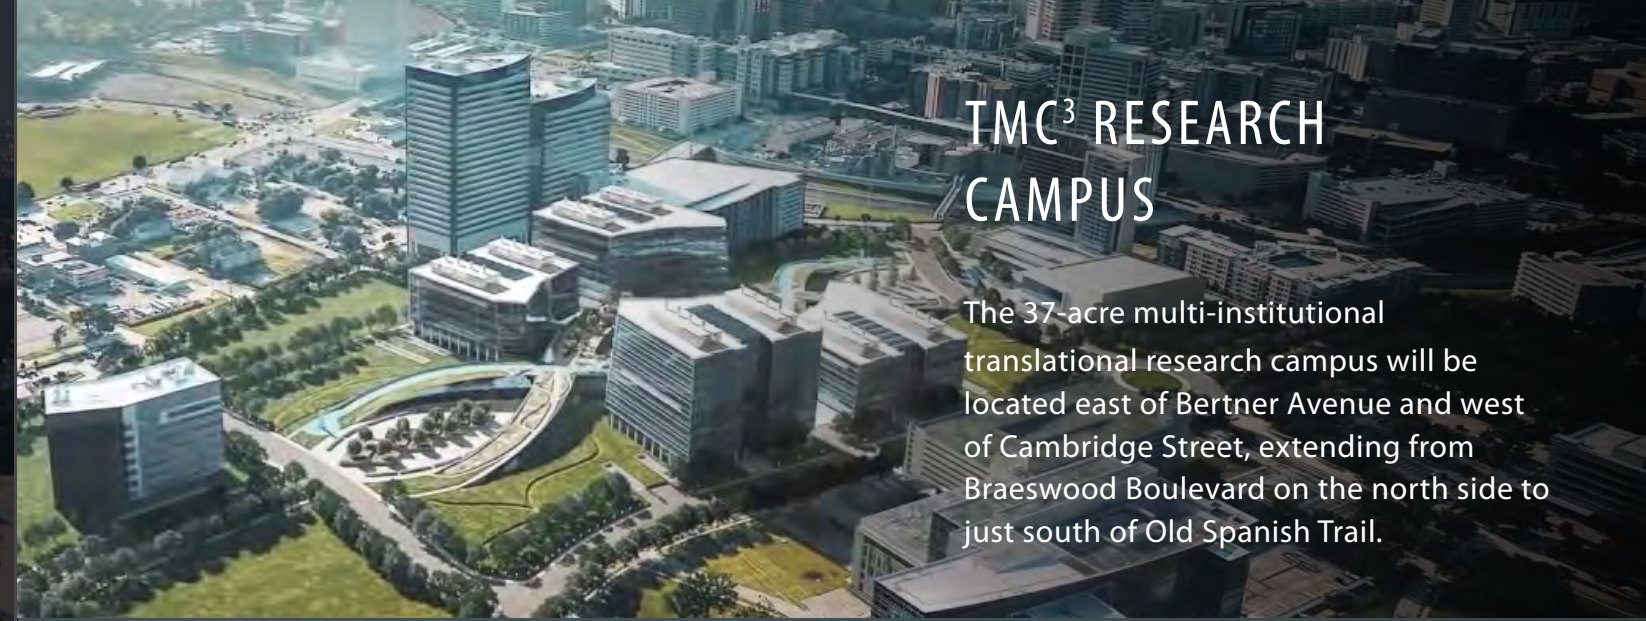 TMC³ RESEARCH
CAMPUS
The 37-acre multi-institutional
translational research campus will be
located east of Bertner Avenue and west
of Cambridge Street, extending from
Braeswood Boulevard on the north side to
just south of Old Spanish Trail.